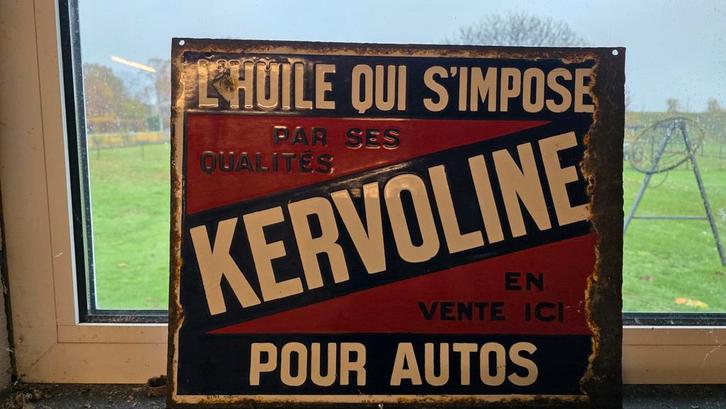 L'HUILE QUI S'IMPOSE
PAR SES
QUALITÉS
KERVOLINE
EN
VENTE ICI
POUR AUTOS